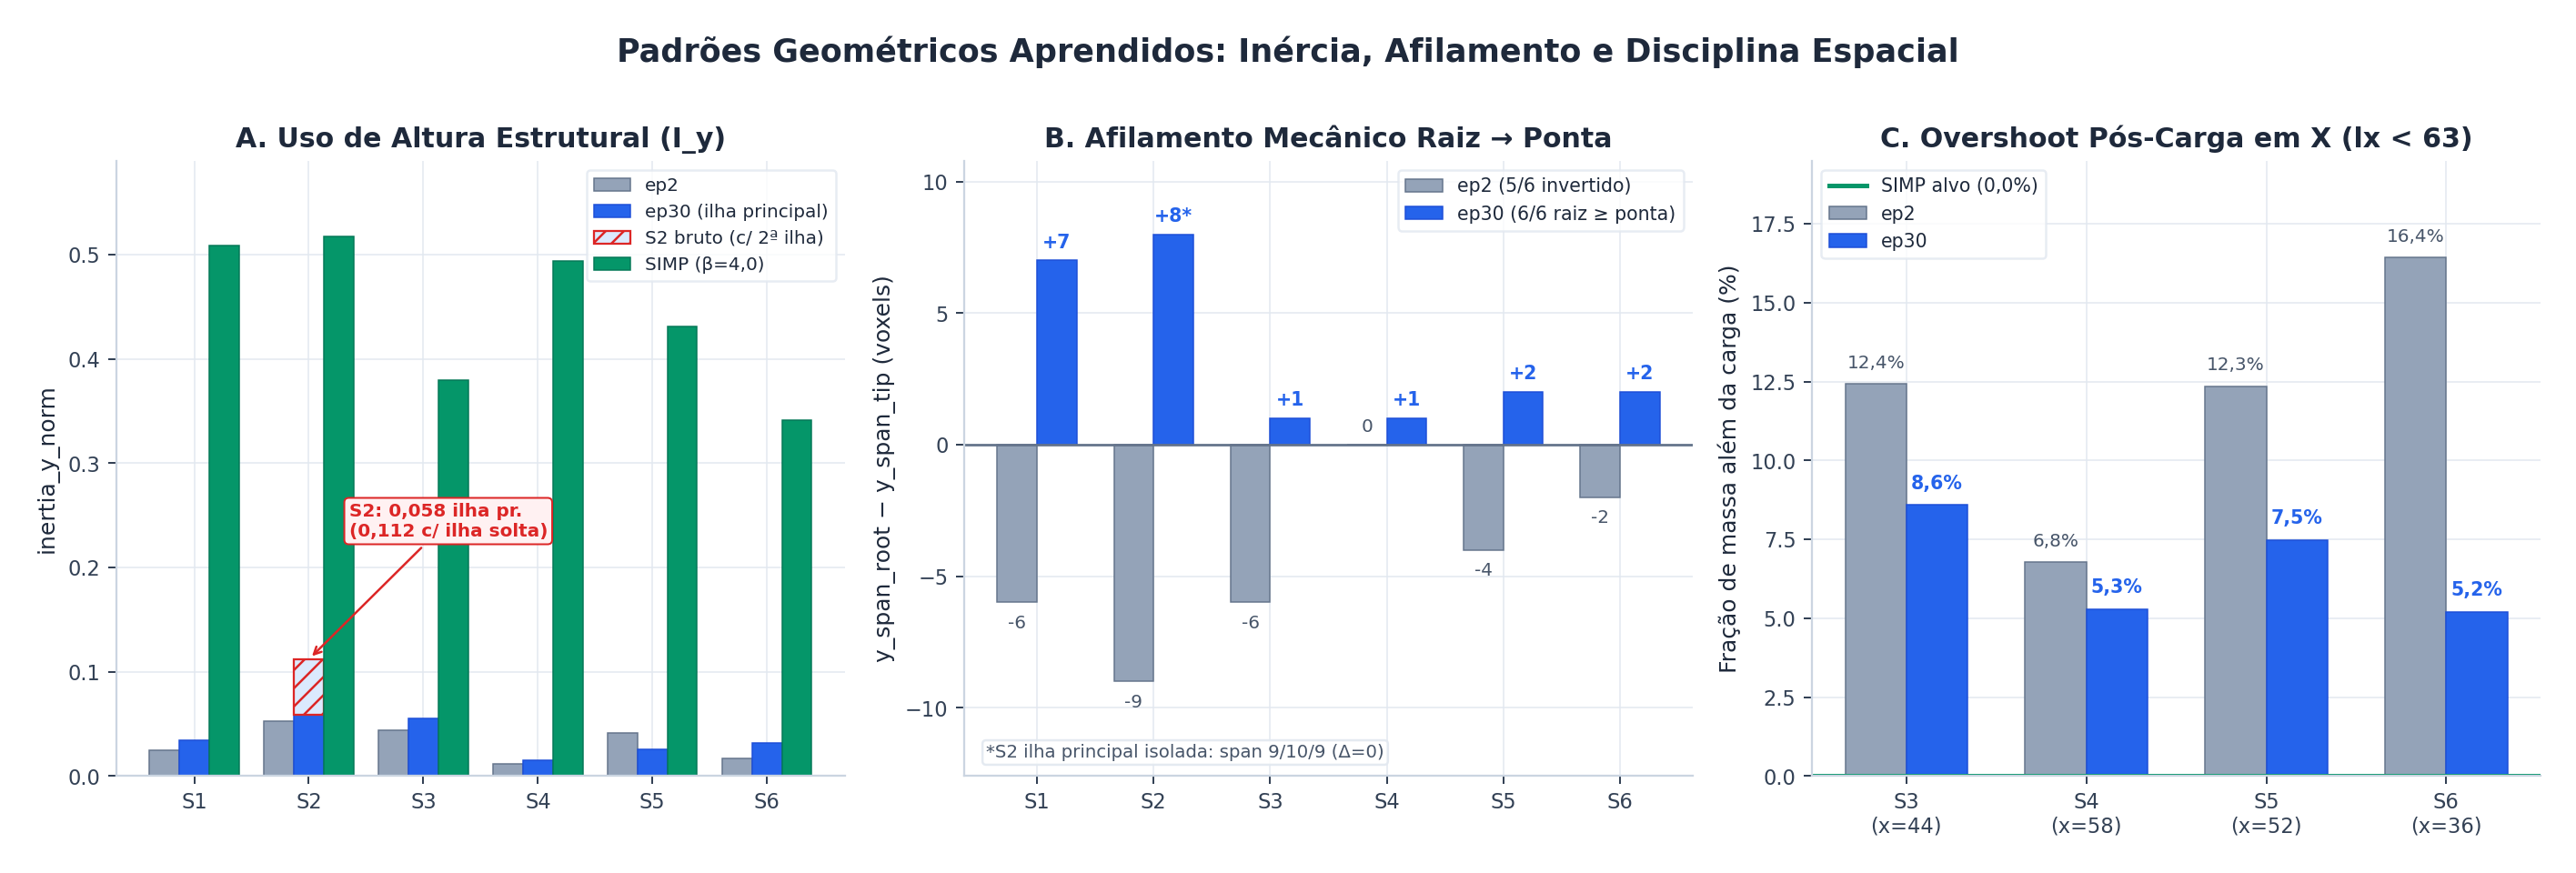 Padrões Geométricos Aprendidos: Inércia, Afilamento e Disciplina Espacial
A. Uso de Altura Estrutural (I_y)
inertia_y_norm
0.5
0.4
0.3
0.2
0.1
0.0
ep2
ep30 (ilha principal)
S2 bruto (c/ 2ª ilha)
SIMP (β=4,0)
S2: 0,058 ilha pr.
(0,112 c/ ilha solta)
S1
S2
S3
S4
S5
S6
B. Afilamento Mecânico Raiz → Ponta
y_span_root − y_span_tip (voxels)
10
5
0
−5
−10
ep2 (5/6 invertido)
ep30 (6/6 raiz ≥ ponta)
+7
+8*
+1
0
+1
+2
+2
-6
-9
-6
-4
-2
*S2 ilha principal isolada: span 9/10/9 (Δ=0)
S1
S2
S3
S4
S5
S6
C. Overshoot Pós-Carga em X (lx < 63)
Fração de massa além da carga (%)
17.5
15.0
12.5
10.0
7.5
5.0
2.5
0.0
SIMP alvo (0,0%)
ep2
ep30
12,4%
8,6%
6,8%
5,3%
12,3%
7,5%
16,4%
5,2%
S3
(x=44)
S4
(x=58)
S5
(x=52)
S6
(x=36)